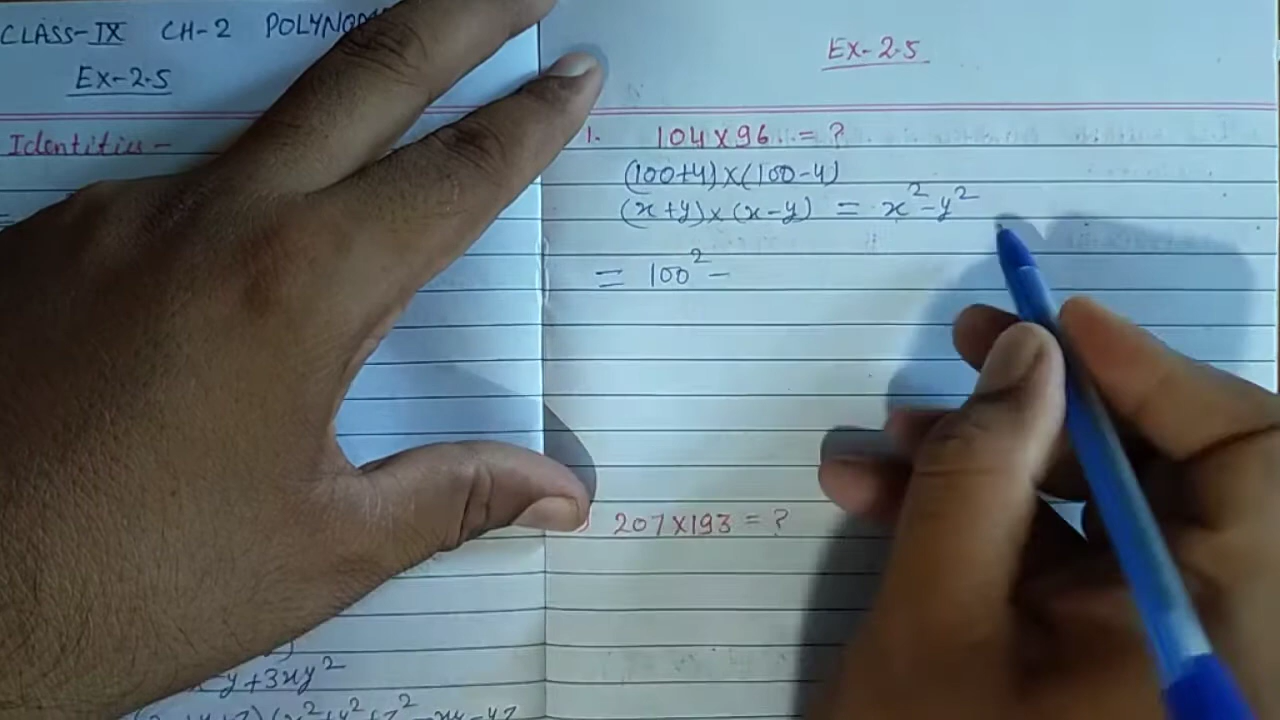 CLASS-IX CH-2
EX-2.5
Identities -
y+3xy²
EX-2.5
1. 104×96 = ?
(100+4)×(100-4)
(x+y)×(x-y) = x²-y²
= 100² -
207×193 = ?